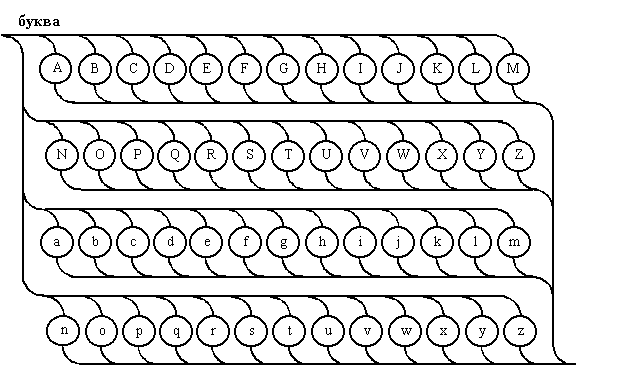 буква
A B C D E F G H I J K L M
N O P Q R S T U V W X Y Z
a b c d e f g h i j k l m
n o p q r s t u v w x y z